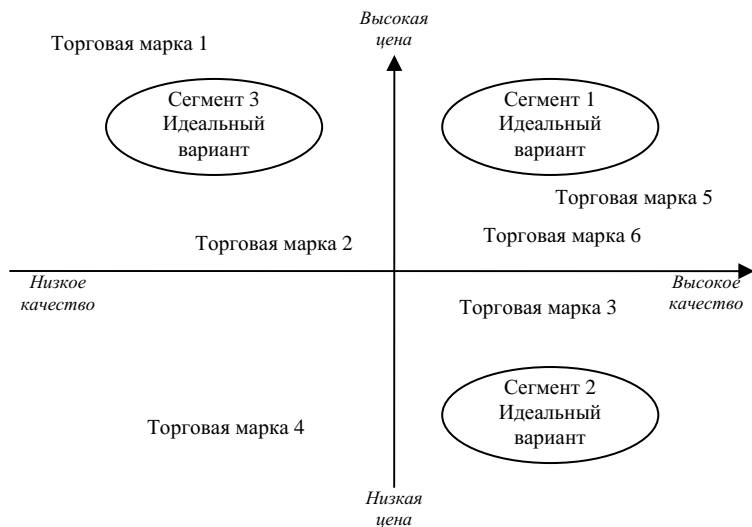 Высокая
цена
Торговая марка 1
Сегмент 3
Идеальный
вариант
Сегмент 1
Идеальный
вариант
Торговая марка 5
Торговая марка 2
Торговая марка 6
Низкое
качество
Высокое
качество
Торговая марка 3
Сегмент 2
Идеальный
вариант
Торговая марка 4
Низкая
цена